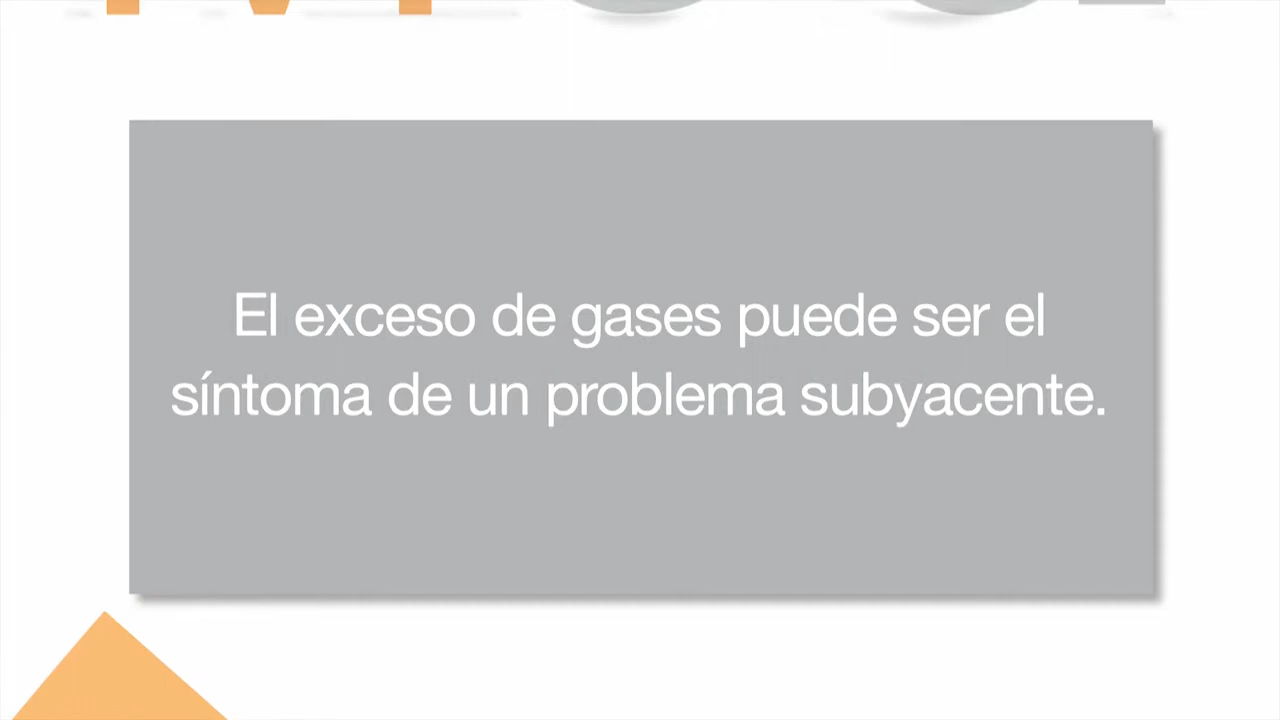 El exceso de gases puede ser el
síntoma de un problema subyacente.